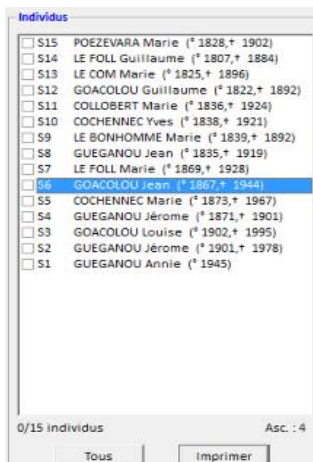 Individus
S15 POEZEVARA Marie (° 1828,† 1902)
S14 LE FOLL Guillaume (° 1807,† 1884)
S13 LE COM Marie (° 1825,† 1896)
S12 GOACOLOU Guillaume (° 1822,† 1892)
S11 COLLOBERT Marie (° 1836,† 1924)
S10 COCHENNEC Yves (° 1838,† 1921)
S9 LE BONHOMME Marie (° 1839,† 1892)
S8 GUEGANOU Jean (° 1835,† 1919)
S7 LE FOLL Marie (° 1869,† 1928)
S6 GOACOLOU Jean (° 1867,† 1944)
S5 COCHENNEC Marie (° 1873,† 1967)
S4 GUEGANOU Jérome (° 1871,† 1901)
S3 GOACOLOU Louise (° 1902,† 1995)
S2 GUEGANOU Jérome (° 1901,† 1978)
S1 GUEGANOU Annie (° 1945)
0/15 individus Asc. : 4
Tous Imprimer